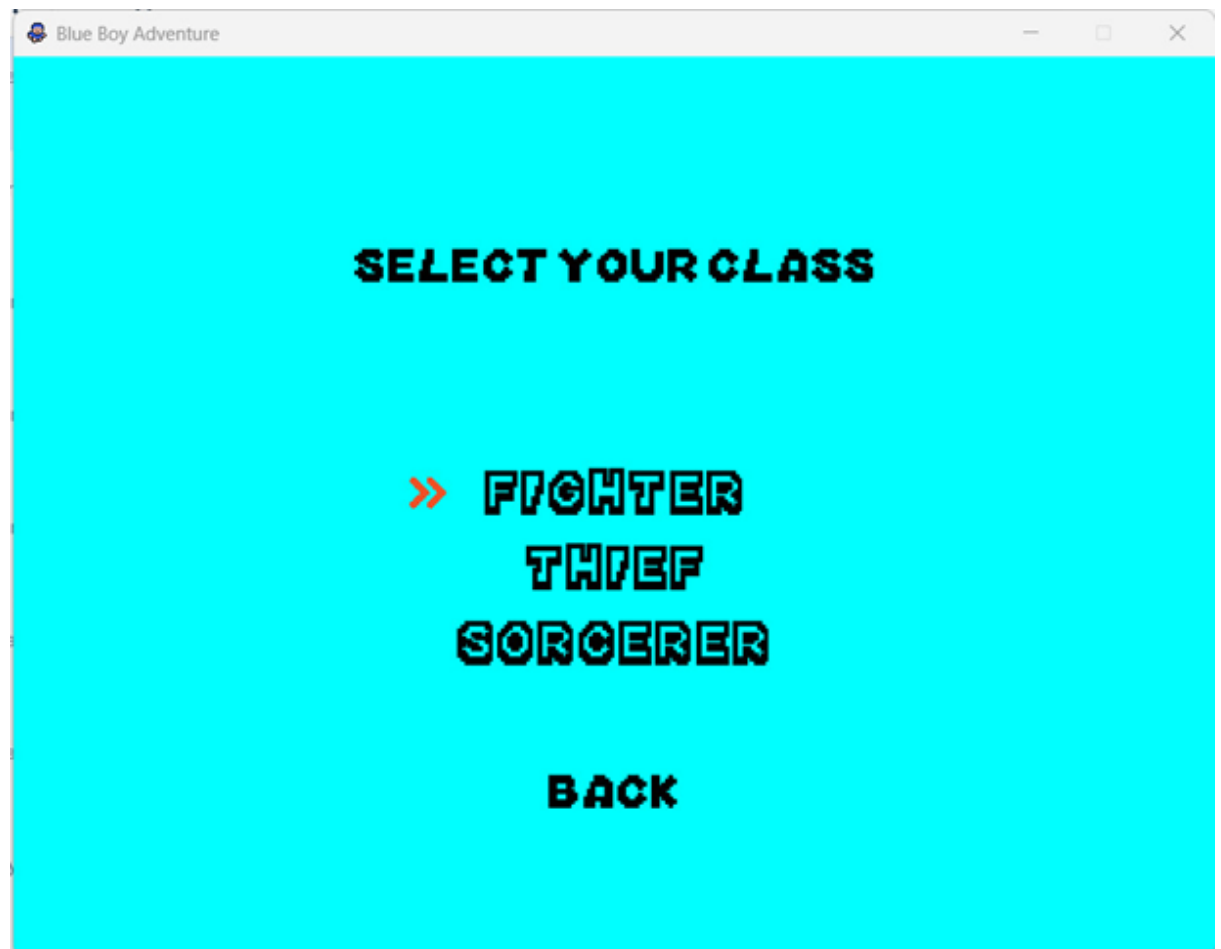 Blue Boy Adventure
SELECT YOUR CLASS
» FIGHTER
THIEF
SORCERER
BACK